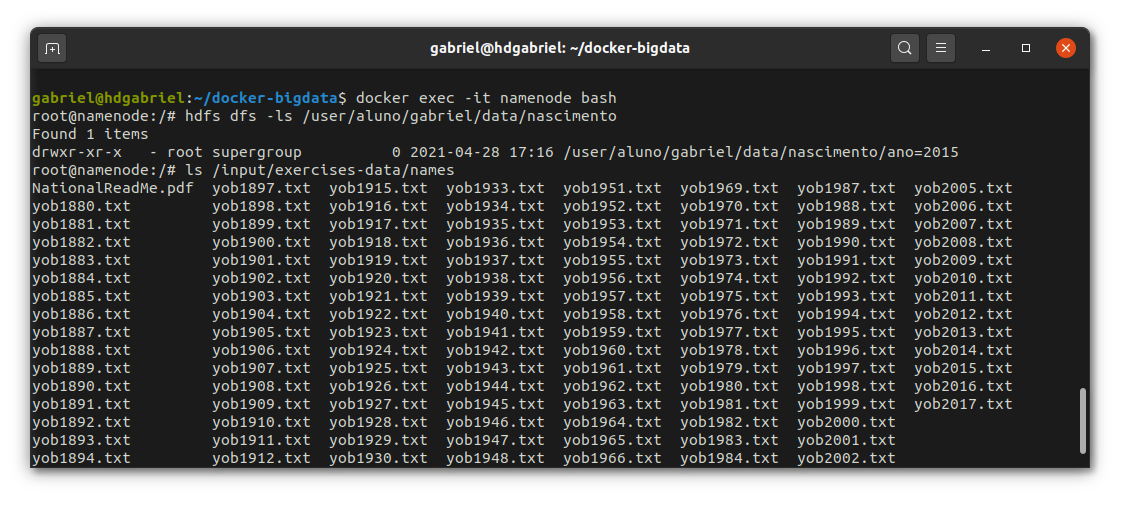 gabriel@hdgabriel: ~/docker-bigdata
gabriel@hdgabriel:~/docker-bigdata$ docker exec -it namenode bash
root@namenode:/# hdfs dfs -ls /user/aluno/gabriel/data/nascimento
Found 1 items
drwxr-xr-x   - root supergroup          0 2021-04-28 17:16 /user/aluno/gabriel/data/nascimento/ano=2015
root@namenode:/# ls /input/exercises-data/names
NationalReadMe.pdf  yob1897.txt  yob1915.txt  yob1933.txt  yob1951.txt  yob1969.txt  yob1987.txt  yob2005.txt
yob1880.txt         yob1898.txt  yob1916.txt  yob1934.txt  yob1952.txt  yob1970.txt  yob1988.txt  yob2006.txt
yob1881.txt         yob1899.txt  yob1917.txt  yob1935.txt  yob1953.txt  yob1971.txt  yob1989.txt  yob2007.txt
yob1882.txt         yob1900.txt  yob1918.txt  yob1936.txt  yob1954.txt  yob1972.txt  yob1990.txt  yob2008.txt
yob1883.txt         yob1901.txt  yob1919.txt  yob1937.txt  yob1955.txt  yob1973.txt  yob1991.txt  yob2009.txt
yob1884.txt         yob1902.txt  yob1920.txt  yob1938.txt  yob1956.txt  yob1974.txt  yob1992.txt  yob2010.txt
yob1885.txt         yob1903.txt  yob1921.txt  yob1939.txt  yob1957.txt  yob1975.txt  yob1993.txt  yob2011.txt
yob1886.txt         yob1904.txt  yob1922.txt  yob1940.txt  yob1958.txt  yob1976.txt  yob1994.txt  yob2012.txt
yob1887.txt         yob1905.txt  yob1923.txt  yob1941.txt  yob1959.txt  yob1977.txt  yob1995.txt  yob2013.txt
yob1888.txt         yob1906.txt  yob1924.txt  yob1942.txt  yob1960.txt  yob1978.txt  yob1996.txt  yob2014.txt
yob1889.txt         yob1907.txt  yob1925.txt  yob1943.txt  yob1961.txt  yob1979.txt  yob1997.txt  yob2015.txt
yob1890.txt         yob1908.txt  yob1926.txt  yob1944.txt  yob1962.txt  yob1980.txt  yob1998.txt  yob2016.txt
yob1891.txt         yob1909.txt  yob1927.txt  yob1945.txt  yob1963.txt  yob1981.txt  yob1999.txt  yob2017.txt
yob1892.txt         yob1910.txt  yob1928.txt  yob1946.txt  yob1964.txt  yob1982.txt  yob2000.txt
yob1893.txt         yob1911.txt  yob1929.txt  yob1947.txt  yob1965.txt  yob1983.txt  yob2001.txt
yob1894.txt         yob1912.txt  yob1930.txt  yob1948.txt  yob1966.txt  yob1984.txt  yob2002.txt